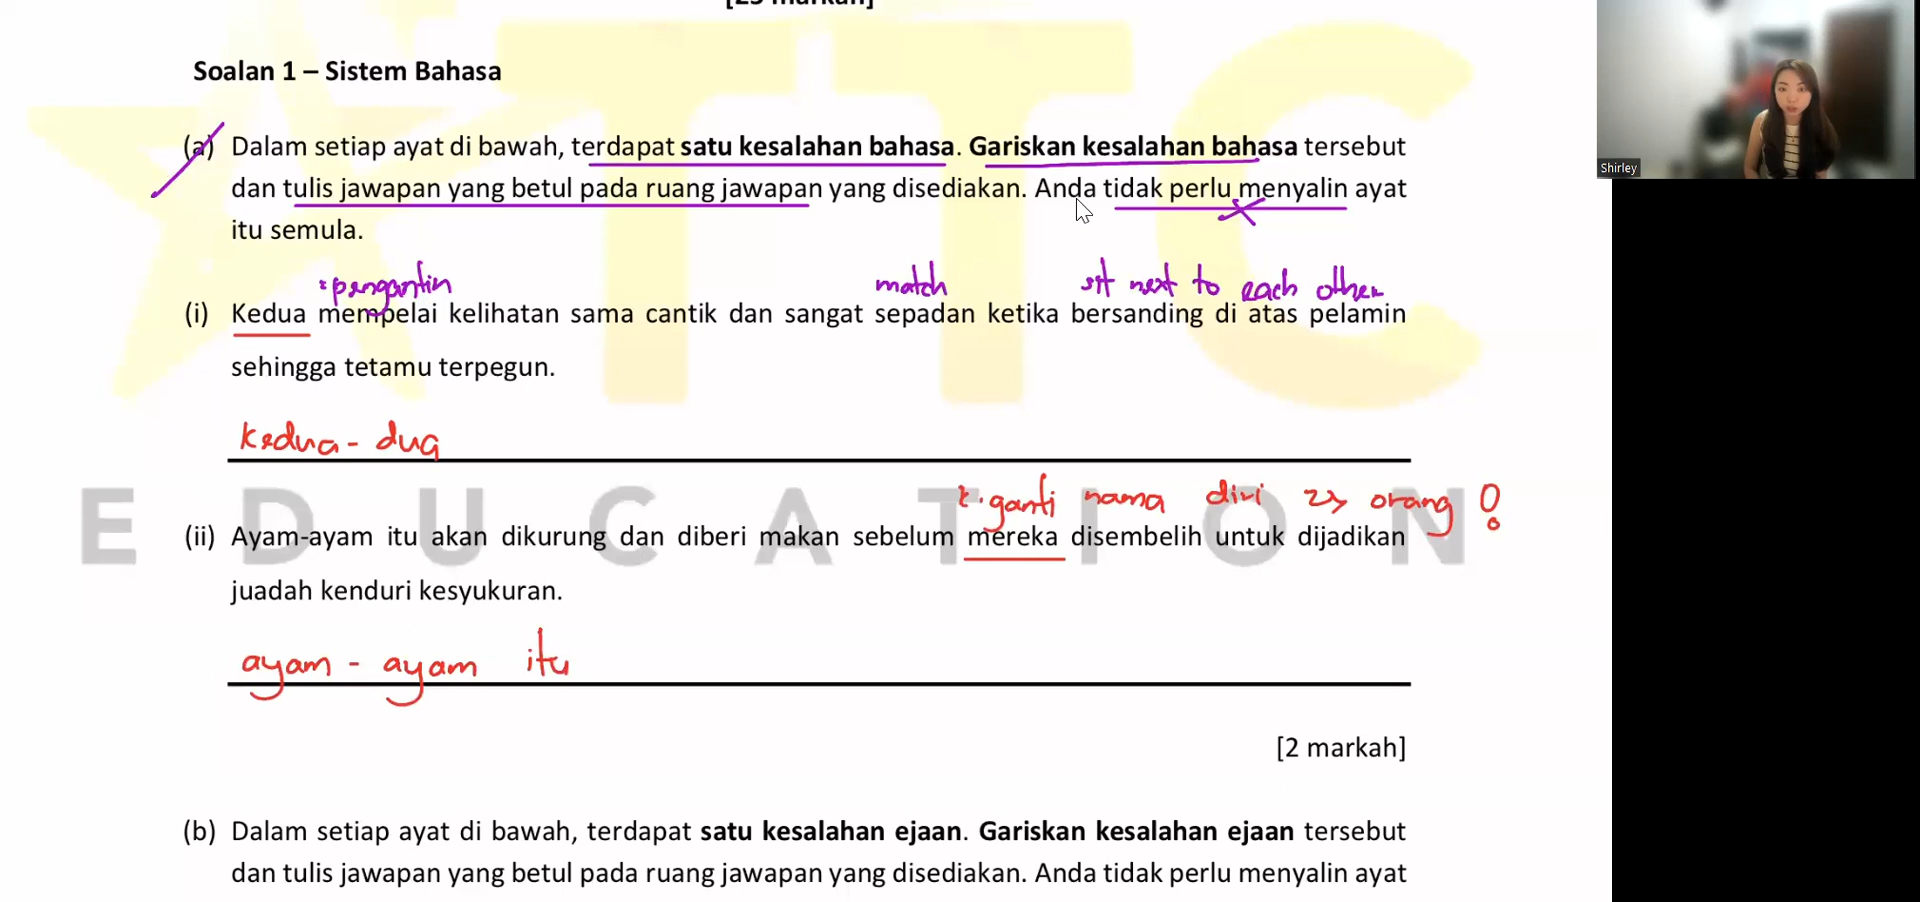 [25 markah]
Soalan 1 – Sistem Bahasa
(a) Dalam setiap ayat di bawah, terdapat satu kesalahan bahasa. Gariskan kesalahan bahasa tersebut
dan tulis jawapan yang betul pada ruang jawapan yang disediakan. Anda tidak perlu menyalin ayat
itu semula.
: pengantin match sit next to each other
(i) Kedua mempelai kelihatan sama cantik dan sangat sepadan ketika bersanding di atas pelamin
sehingga tetamu terpegun.
kedua - dua
k. ganti nama diri 2> orang !
(ii) Ayam-ayam itu akan dikurung dan diberi makan sebelum mereka disembelih untuk dijadikan
juadah kenduri kesyukuran.
ayam - ayam itu
[2 markah]
(b) Dalam setiap ayat di bawah, terdapat satu kesalahan ejaan. Gariskan kesalahan ejaan tersebut
dan tulis jawapan yang betul pada ruang jawapan yang disediakan. Anda tidak perlu menyalin ayat
TTC
EDUCATION
Shirley